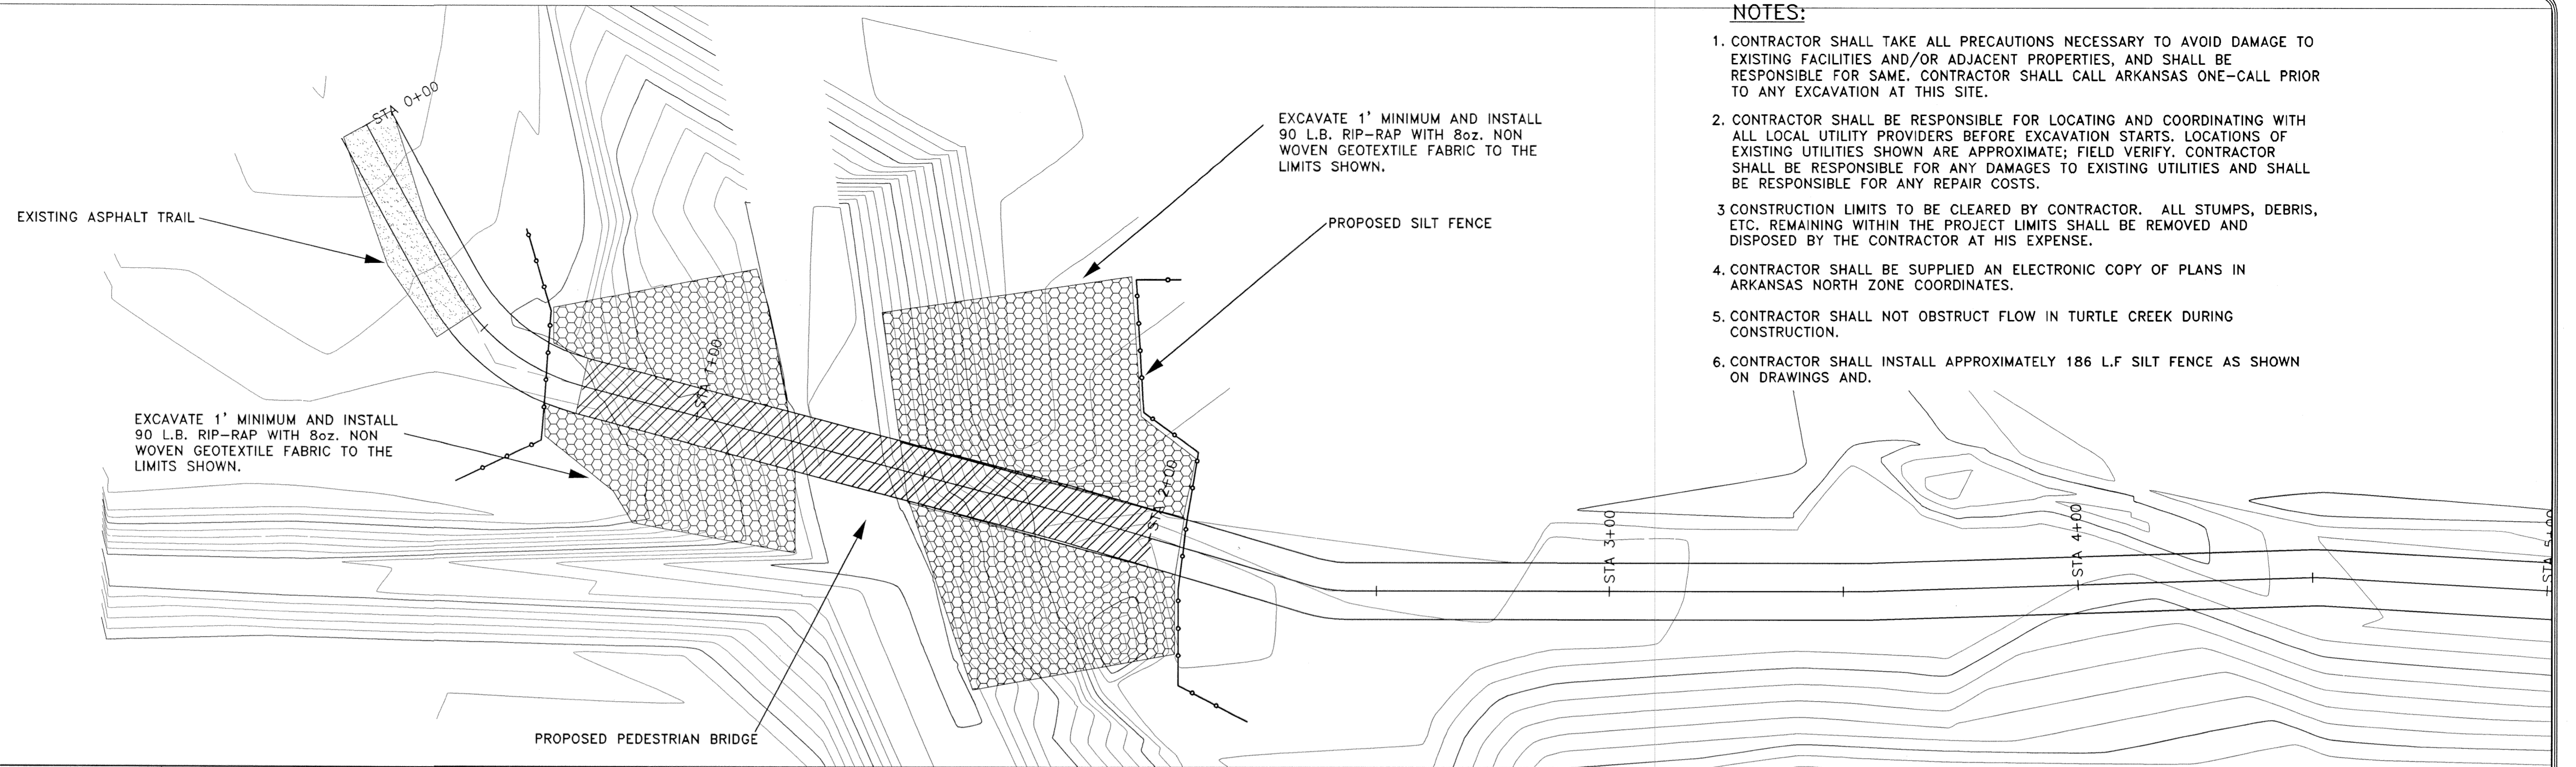 NOTES:
1. CONTRACTOR SHALL TAKE ALL PRECAUTIONS NECESSARY TO AVOID DAMAGE TO
EXISTING FACILITIES AND/OR ADJACENT PROPERTIES, AND SHALL BE
RESPONSIBLE FOR SAME. CONTRACTOR SHALL CALL ARKANSAS ONE-CALL PRIOR
TO ANY EXCAVATION AT THIS SITE.
2. CONTRACTOR SHALL BE RESPONSIBLE FOR LOCATING AND COORDINATING WITH
ALL LOCAL UTILITY PROVIDERS BEFORE EXCAVATION STARTS. LOCATIONS OF
EXISTING UTILITIES SHOWN ARE APPROXIMATE; FIELD VERIFY. CONTRACTOR
SHALL BE RESPONSIBLE FOR ANY DAMAGES TO EXISTING UTILITIES AND SHALL
BE RESPONSIBLE FOR ANY REPAIR COSTS.
3 CONSTRUCTION LIMITS TO BE CLEARED BY CONTRACTOR. ALL STUMPS, DEBRIS,
ETC. REMAINING WITHIN THE PROJECT LIMITS SHALL BE REMOVED AND
DISPOSED BY THE CONTRACTOR AT HIS EXPENSE.
4. CONTRACTOR SHALL BE SUPPLIED AN ELECTRONIC COPY OF PLANS IN
ARKANSAS NORTH ZONE COORDINATES.
5. CONTRACTOR SHALL NOT OBSTRUCT FLOW IN TURTLE CREEK DURING
CONSTRUCTION.
6. CONTRACTOR SHALL INSTALL APPROXIMATELY 186 L.F SILT FENCE AS SHOWN
ON DRAWINGS AND.
STA 0+00
EXISTING ASPHALT TRAIL
EXCAVATE 1' MINIMUM AND INSTALL
90 L.B. RIP-RAP WITH 8oz. NON
WOVEN GEOTEXTILE FABRIC TO THE
LIMITS SHOWN.
PROPOSED SILT FENCE
STA 1+00
EXCAVATE 1' MINIMUM AND INSTALL
90 L.B. RIP-RAP WITH 8oz. NON
WOVEN GEOTEXTILE FABRIC TO THE
LIMITS SHOWN.
STA 2+00
STA 3+00
STA 4+00
STA 5+00
PROPOSED PEDESTRIAN BRIDGE